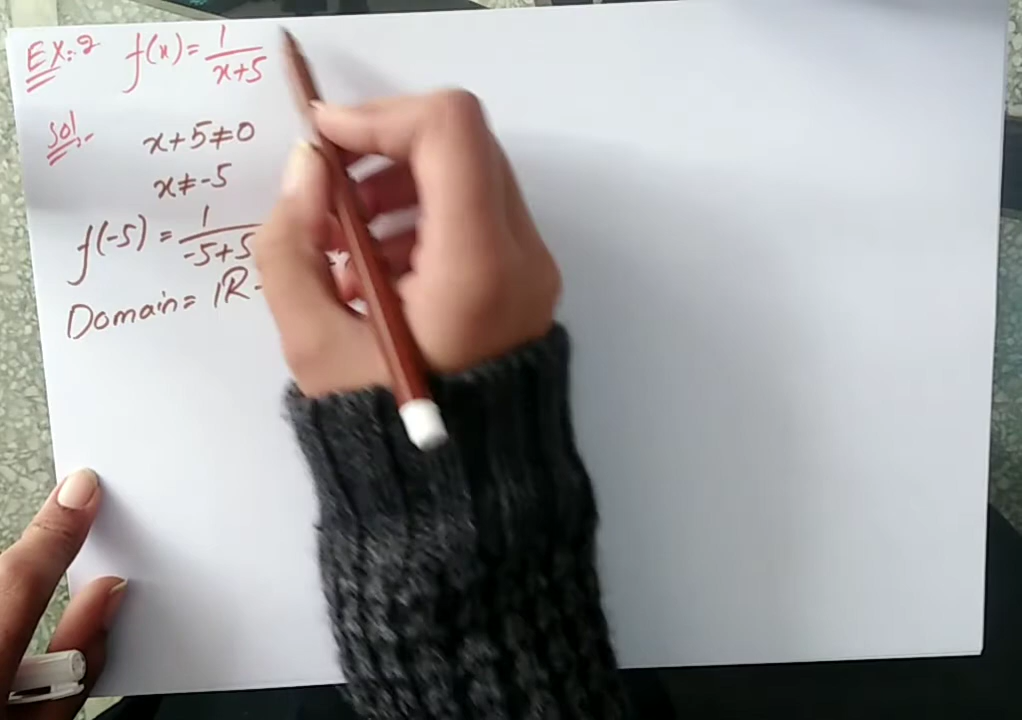 EX:2 f(x)=1/(x+5)
Sol:-
x+5≠0
x≠-5
f(-5)=1/(-5+5
Domain= IR-